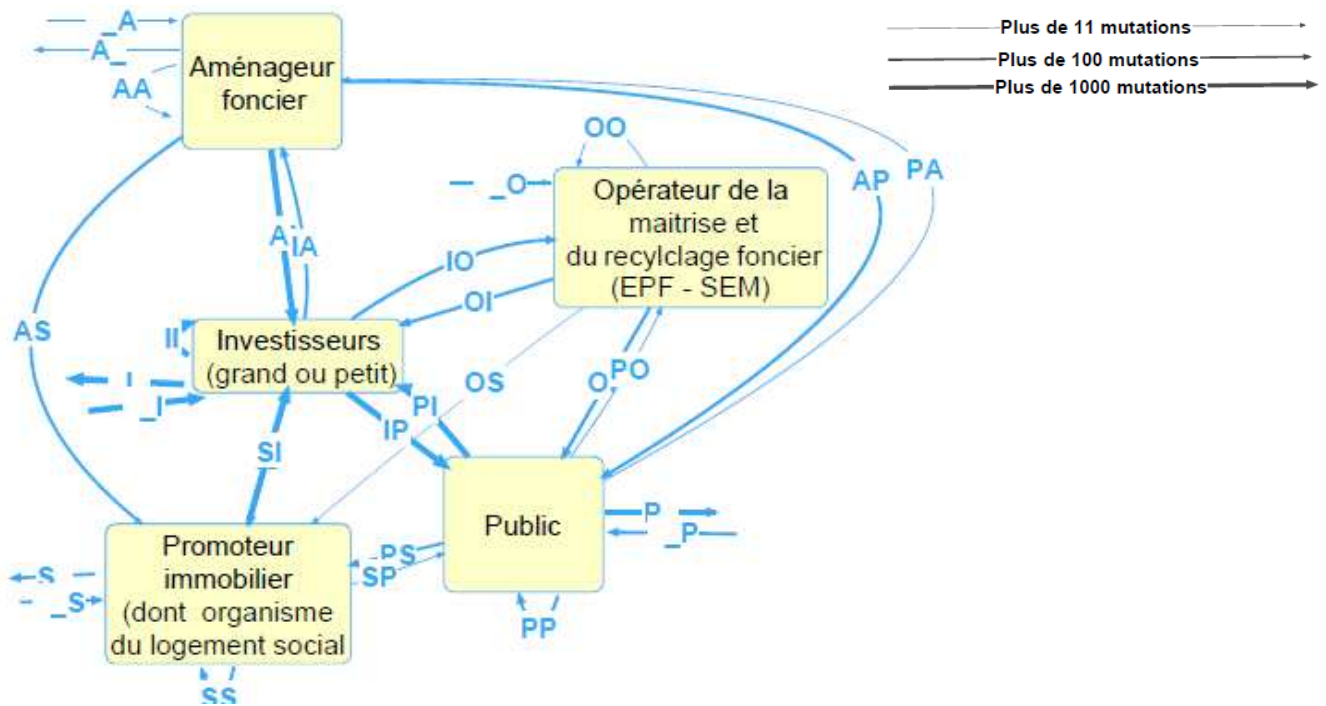 _A
A_
AA
Aménageur
foncier
Plus de 11 mutations
Plus de 100 mutations
Plus de 1000 mutations
OO
_O
Opérateur de la
maitrise et
du recylclage foncier
(EPF - SEM)
AP
PA
A
IA
IO
OI
AS
II
Investisseurs
(grand ou petit)
I
_I
OS
O
PO
PI
IP
SI
Public
P
_P
PS
SP
PP
Promoteur
immobilier
(dont organisme
du logement social
S
_S
SS